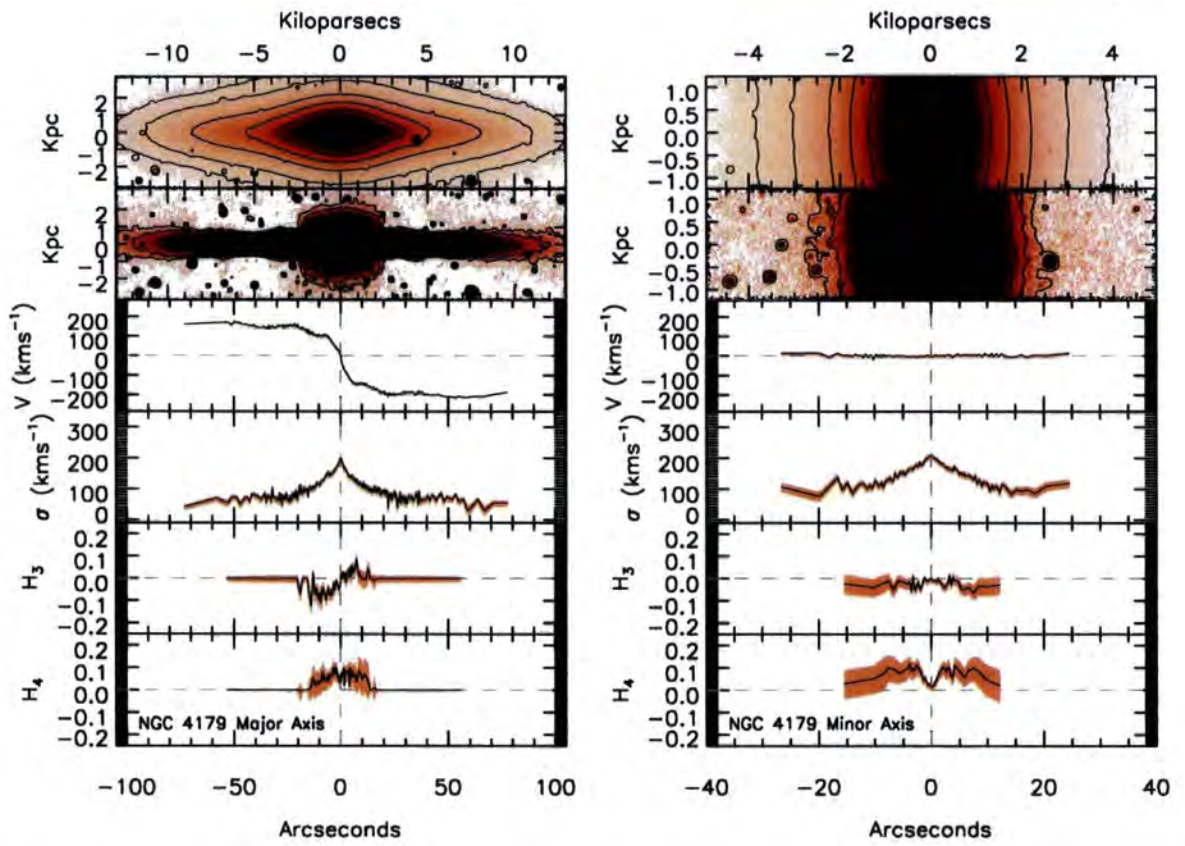 Kiloparsecs
−10 −5 0 5 10
Kpc
2
1
0
−1
−2
Kpc
2
1
0
−1
−2
V (kms⁻¹)
200
100
0
−100
−200
σ (kms⁻¹)
300
200
100
0
H₃
0.2
0.1
0.0
−0.1
−0.2
H₄
0.2
0.1
0.0
−0.1
−0.2
NGC 4179 Major Axis
−100 −50 0 50 100
Arcseconds
Kiloparsecs
−4 −2 0 2 4
Kpc
1.0
0.5
0.0
−0.5
−1.0
Kpc
1.0
0.5
0.0
−0.5
−1.0
V (kms⁻¹)
200
100
0
−100
−200
σ (kms⁻¹)
300
200
100
0
H₃
0.2
0.1
0.0
−0.1
−0.2
H₄
0.2
0.1
0.0
−0.1
−0.2
NGC 4179 Minor Axis
−40 −20 0 20 40
Arcseconds